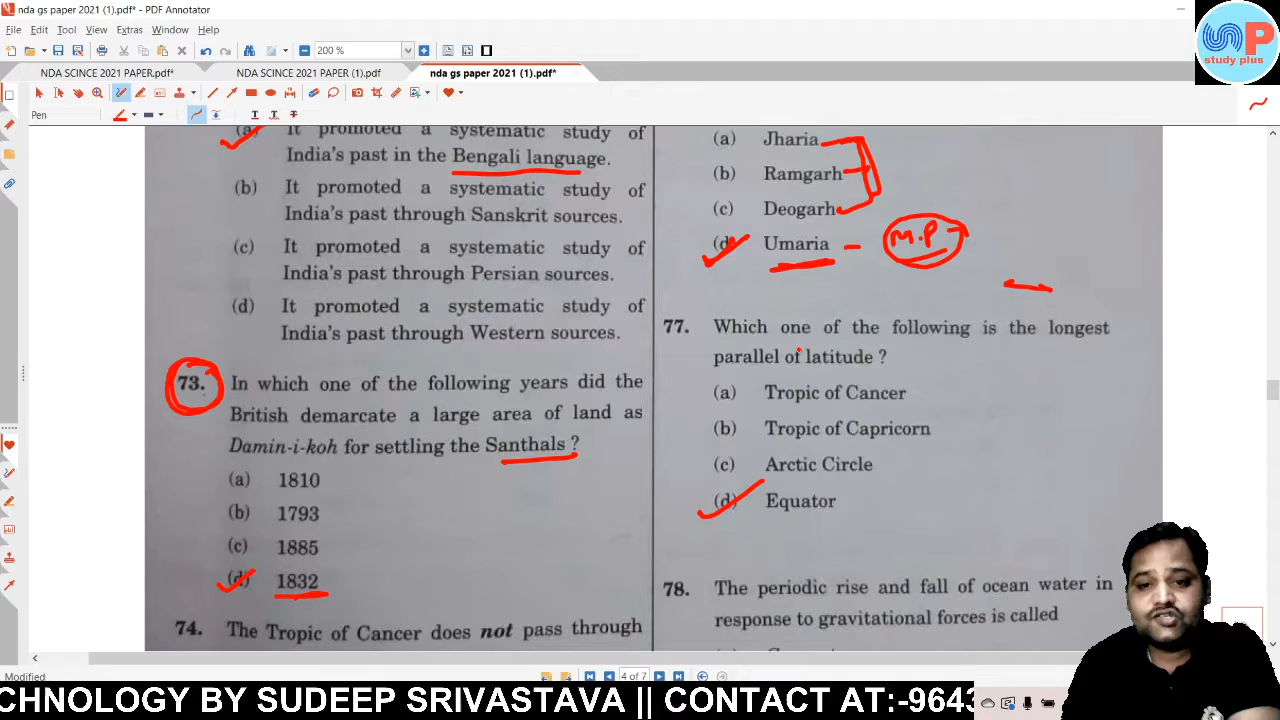 nda gs paper 2021 (1).pdf* - PDF Annotator
File Edit Tool View Extras Window Help
200 %
NDA SCINCE 2021 PAPER.pdf*
NDA SCIENCE 2021 PAPER (1).pdf
nda gs paper 2021 (1).pdf*
Pen
(a) It promoted a systematic study of
India's past in the Bengali language.
(b) It promoted a systematic study of
India's past through Sanskrit sources.
(c) It promoted a systematic study of
India's past through Persian sources.
(d) It promoted a systematic study of
India's past through Western sources.
73. In which one of the following years did the
British demarcate a large area of land as
Damin-i-koh for settling the Santhals ?
(a) 1810
(b) 1793
(c) 1885
(d) 1832
74. The Tropic of Cancer does not pass through
(a) Jharia
(b) Ramgarh
(c) Deogarh
(d) Umaria
M.P
77. Which one of the following is the longest
parallel of latitude ?
(a) Tropic of Cancer
(b) Tropic of Capricorn
(c) Arctic Circle
(d) Equator
78. The periodic rise and fall of ocean water in
response to gravitational forces is called
SP
study plus
Modified
4 of 7
CHNOLOGY BY SUDEEP SRIVASTAVA || CONTACT AT:-9643